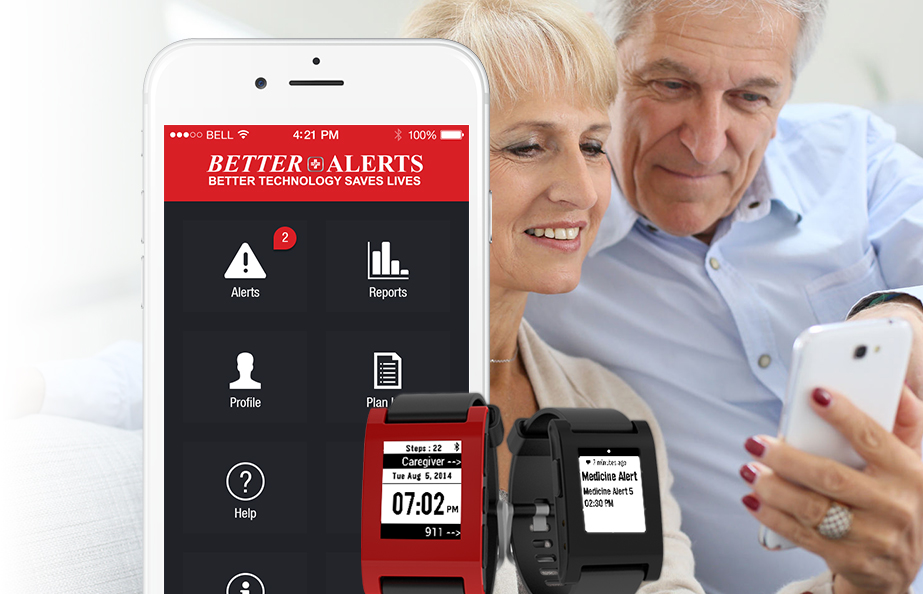 BELL 4:21 PM 100%
BETTER ALERTS
BETTER TECHNOLOGY SAVES LIVES
2
Alerts
Reports
Profile
Plan
Help
Steps : 22
Caregiver -->
Tue Aug 5, 2014
07:02 PM
911 -->
7 minutes ago
Medicine Alert
Medicine Alert 5
02:30 PM